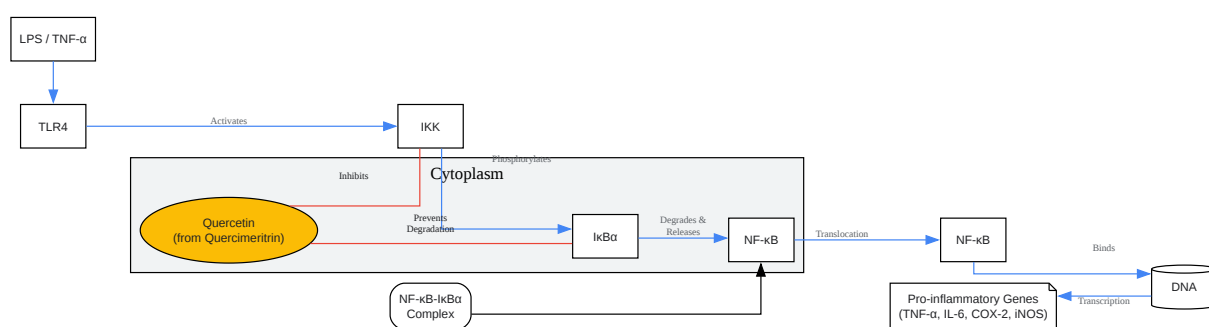 LPS / TNF-α
TLR4
Activates
IKK
Phosphorylates
Cytoplasm
Inhibits
Quercetin
(from Quercimeritrin)
Prevents
Degradation
IκBα
Degrades &
Releases
NF-κB
Translocation
NF-κB
Binds
DNA
Transcription
NF-κB-IκBα
Complex
Pro-inflammatory Genes
(TNF-α, IL-6, COX-2, iNOS)